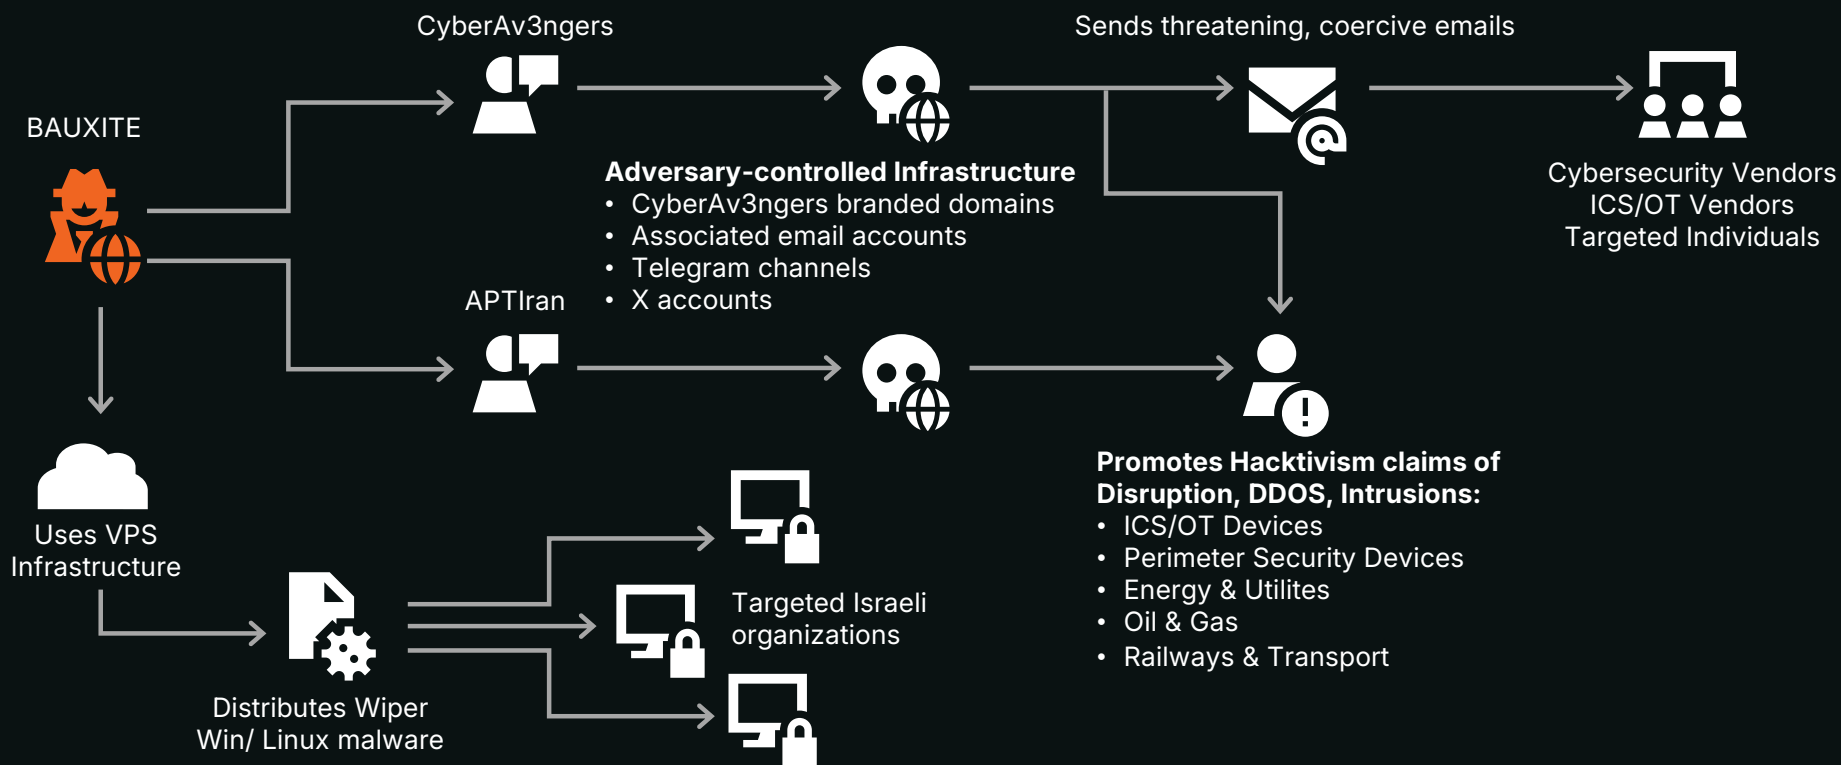 CyberAv3ngers
Sends threatening, coercive emails
BAUXITE
Adversary-controlled Infrastructure
• CyberAv3ngers branded domains
• Associated email accounts
• Telegram channels
• X accounts
Cybersecurity Vendors
ICS/OT Vendors
Targeted Individuals
APTIran
Promotes Hacktivism claims of
Disruption, DDOS, Intrusions:
• ICS/OT Devices
• Perimeter Security Devices
• Energy & Utilites
• Oil & Gas
• Railways & Transport
Uses VPS
Infrastructure
Targeted Israeli
organizations
Distributes Wiper
Win/ Linux malware